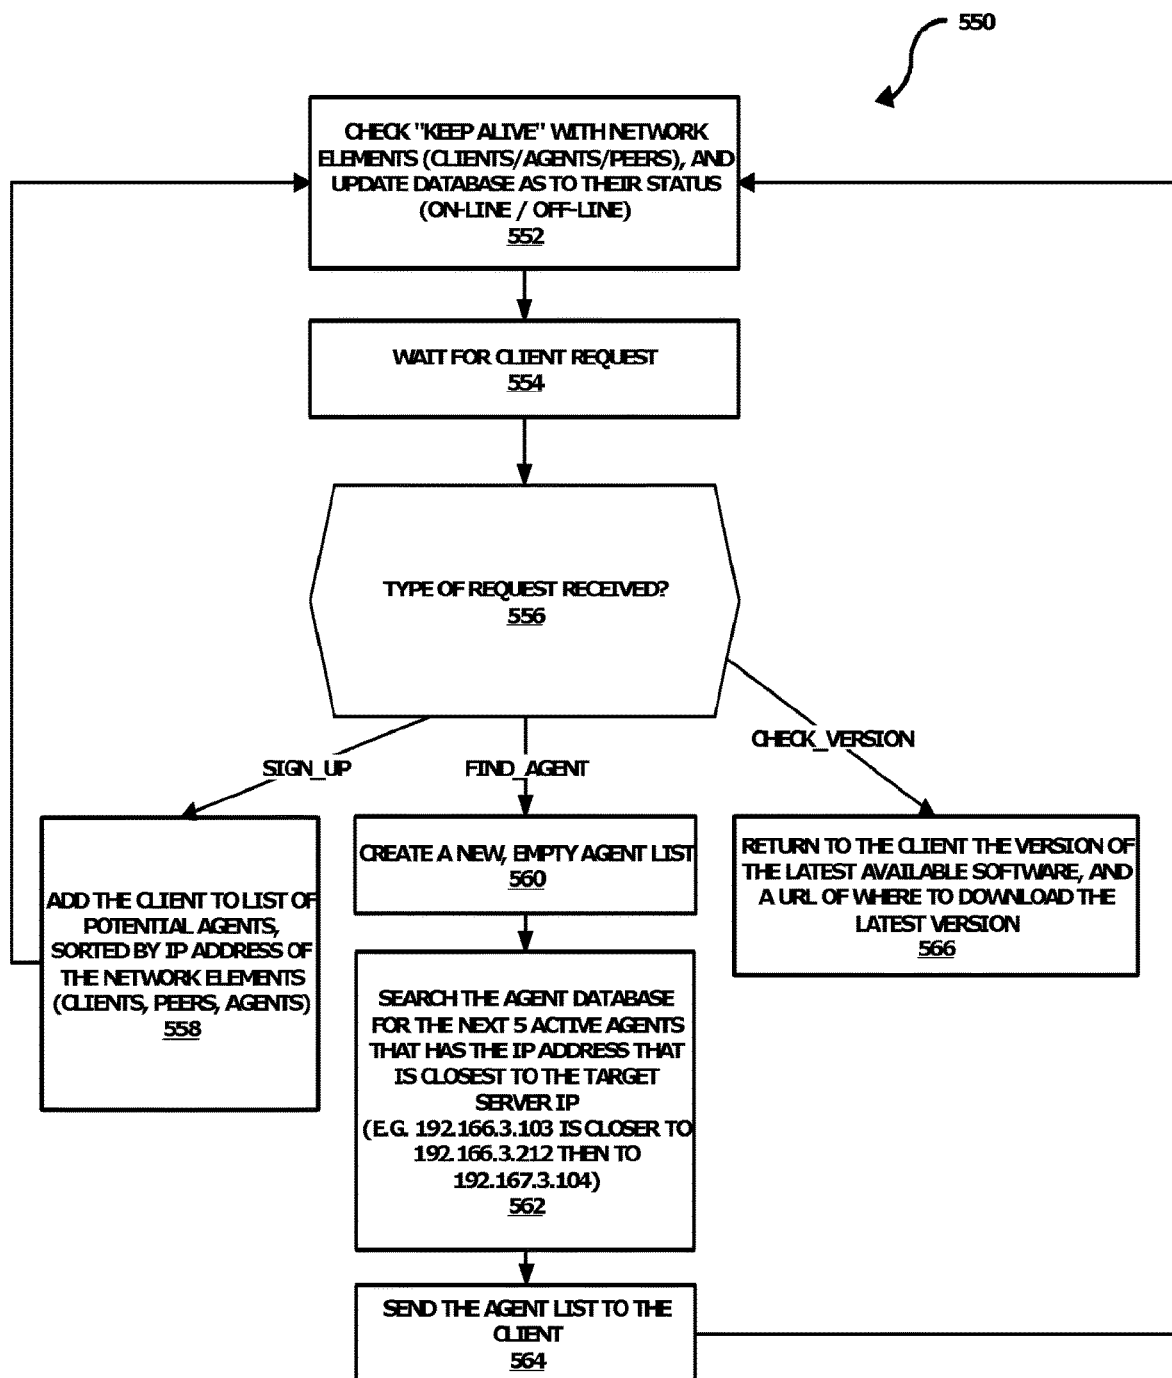 550
CHECK "KEEP ALIVE" WITH NETWORK
ELEMENTS (CLIENTS/AGENTS/PEERS), AND
UPDATE DATABASE AS TO THEIR STATUS
(ON-LINE / OFF-LINE)
552
WAIT FOR CLIENT REQUEST
554
TYPE OF REQUEST RECEIVED?
556
SIGN_UP
FIND_AGENT
CHECK_VERSION
ADD THE CLIENT TO LIST OF
POTENTIAL AGENTS,
SORTED BY IP ADDRESS OF
THE NETWORK ELEMENTS
(CLIENTS, PEERS, AGENTS)
558
CREATE A NEW, EMPTY AGENT LIST
560
SEARCH THE AGENT DATABASE
FOR THE NEXT 5 ACTIVE AGENTS
THAT HAS THE IP ADDRESS THAT
IS CLOSEST TO THE TARGET
SERVER IP
(E.G. 192.166.3.103 IS CLOSER TO
192.166.3.212 THEN TO
192.167.3.104)
562
SEND THE AGENT LIST TO THE
CLIENT
564
RETURN TO THE CLIENT THE VERSION OF
THE LATEST AVAILABLE SOFTWARE, AND
A URL OF WHERE TO DOWNLOAD THE
LATEST VERSION
566